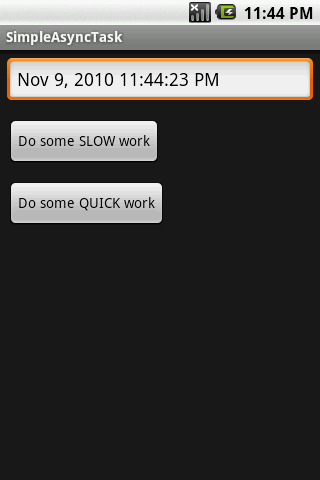 11:44 PM
SimpleAsyncTask
Nov 9, 2010 11:44:23 PM
Do some SLOW work
Do some QUICK work